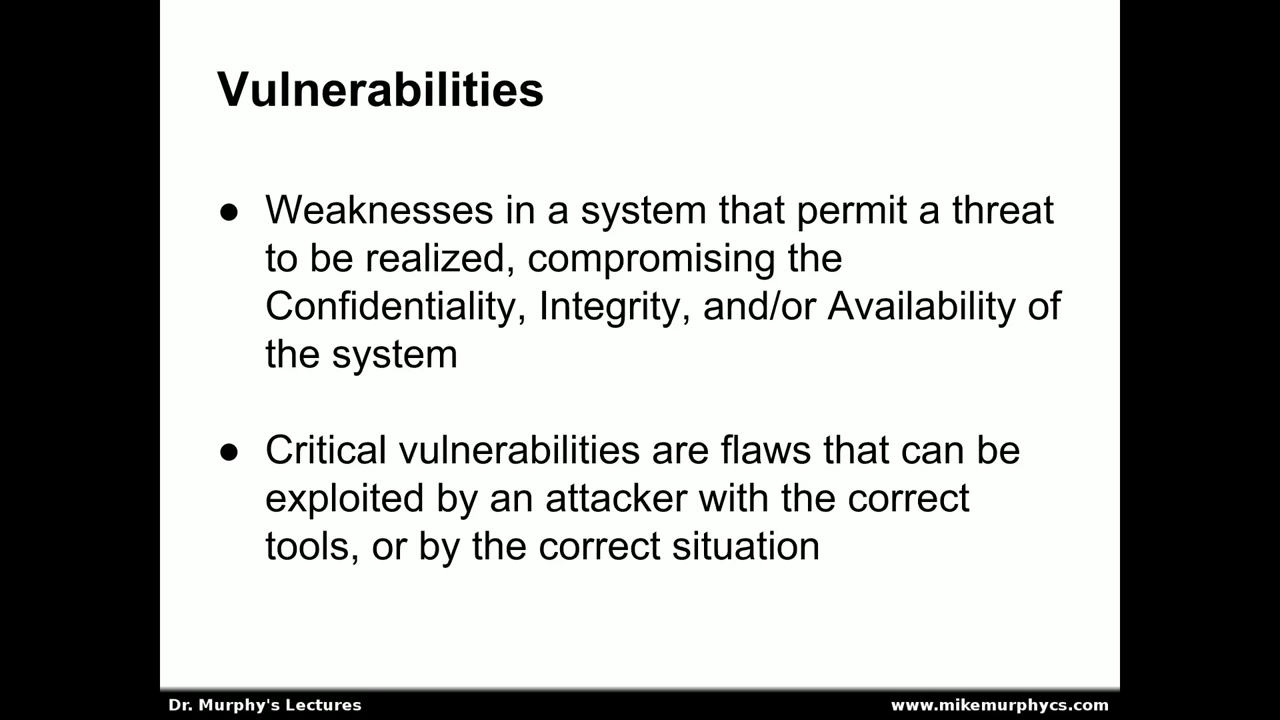 Vulnerabilities
● Weaknesses in a system that permit a threat
to be realized, compromising the
Confidentiality, Integrity, and/or Availability of
the system
● Critical vulnerabilities are flaws that can be
exploited by an attacker with the correct
tools, or by the correct situation
Dr. Murphy's Lectures
www.mikemurphycs.com